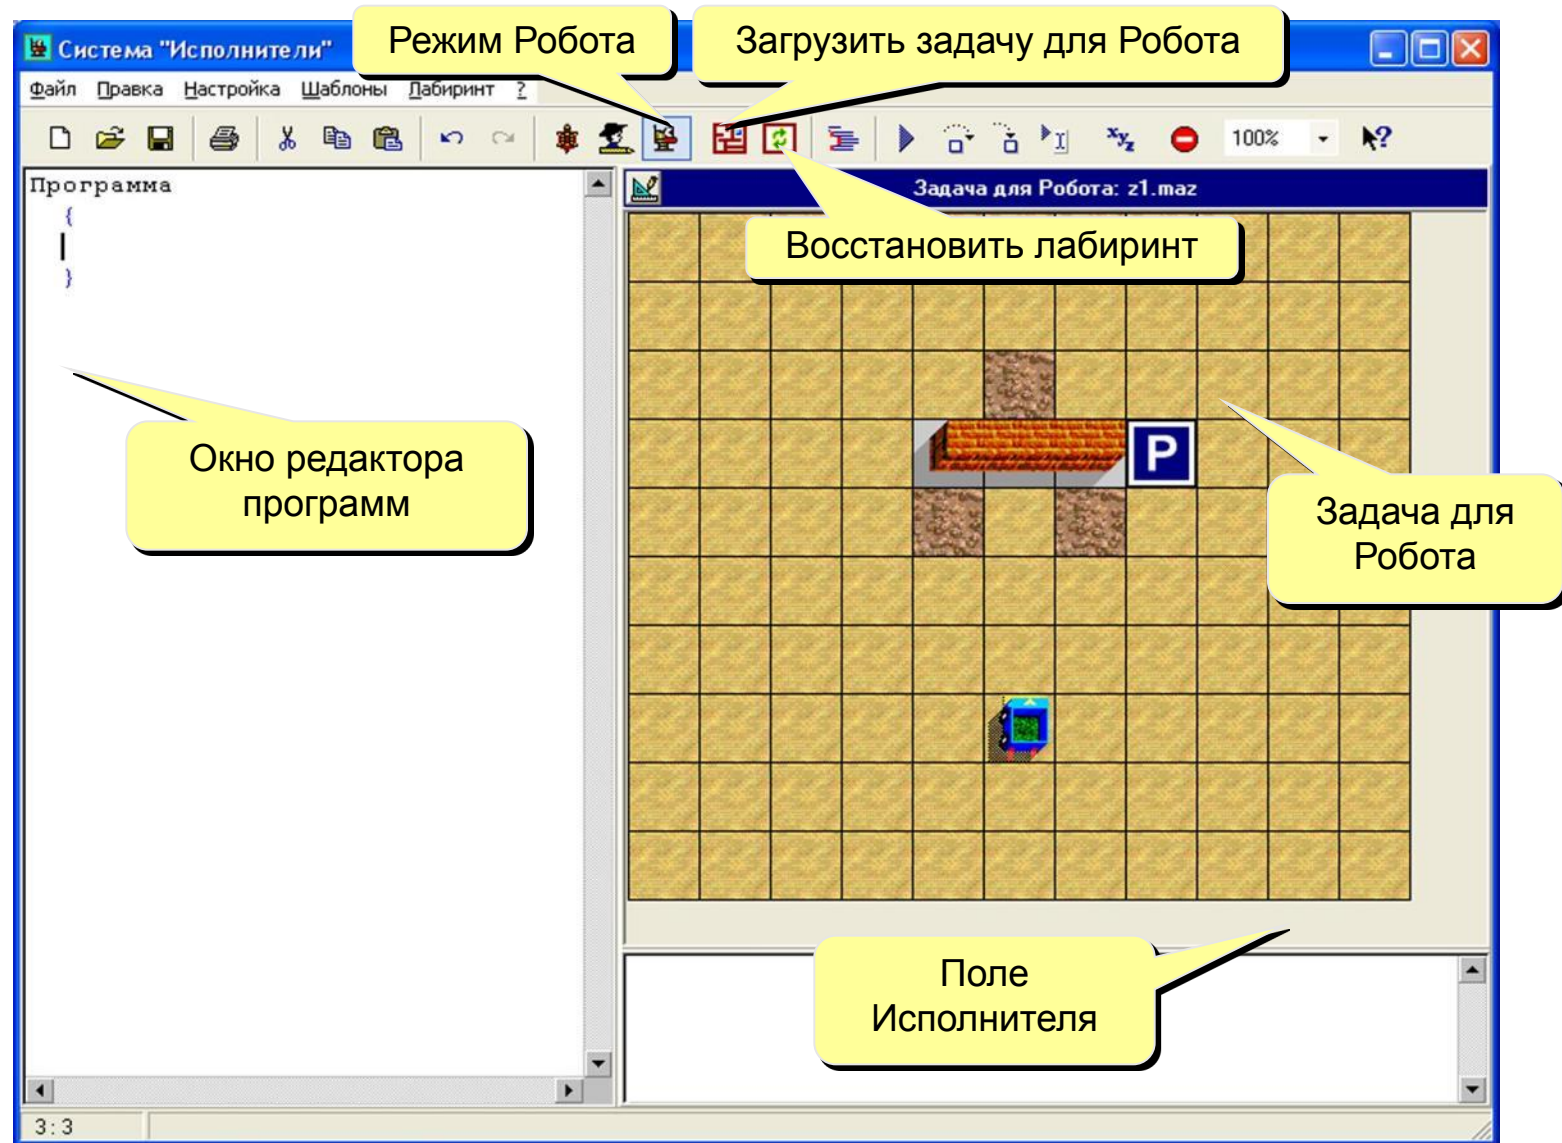 Система "Исполнители"
Режим Робота
Загрузить задачу для Робота
Файл Правка Настройка Шаблоны Лабиринт ?
100%
Программа
{
}
Задача для Робота: z1.maz
Восстановить лабиринт
P
Окно редактора
программ
Задача для
Робота
Поле
Исполнителя
3:3